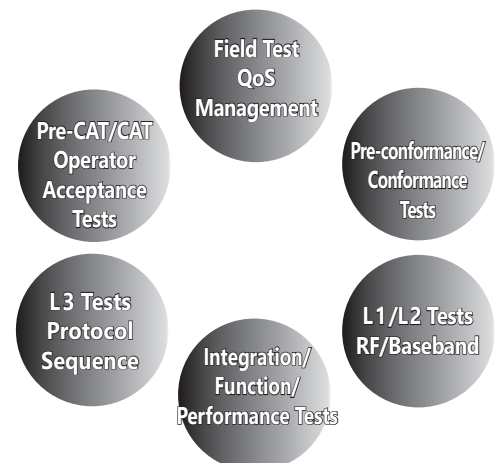 Field Test
QoS
Management
Pre-CAT/CAT
Operator
Acceptance
Tests
Pre-conformance/
Conformance
Tests
L3 Tests
Protocol
Sequence
L1/L2 Tests
RF/Baseband
Integration/
Function/
Performance Tests